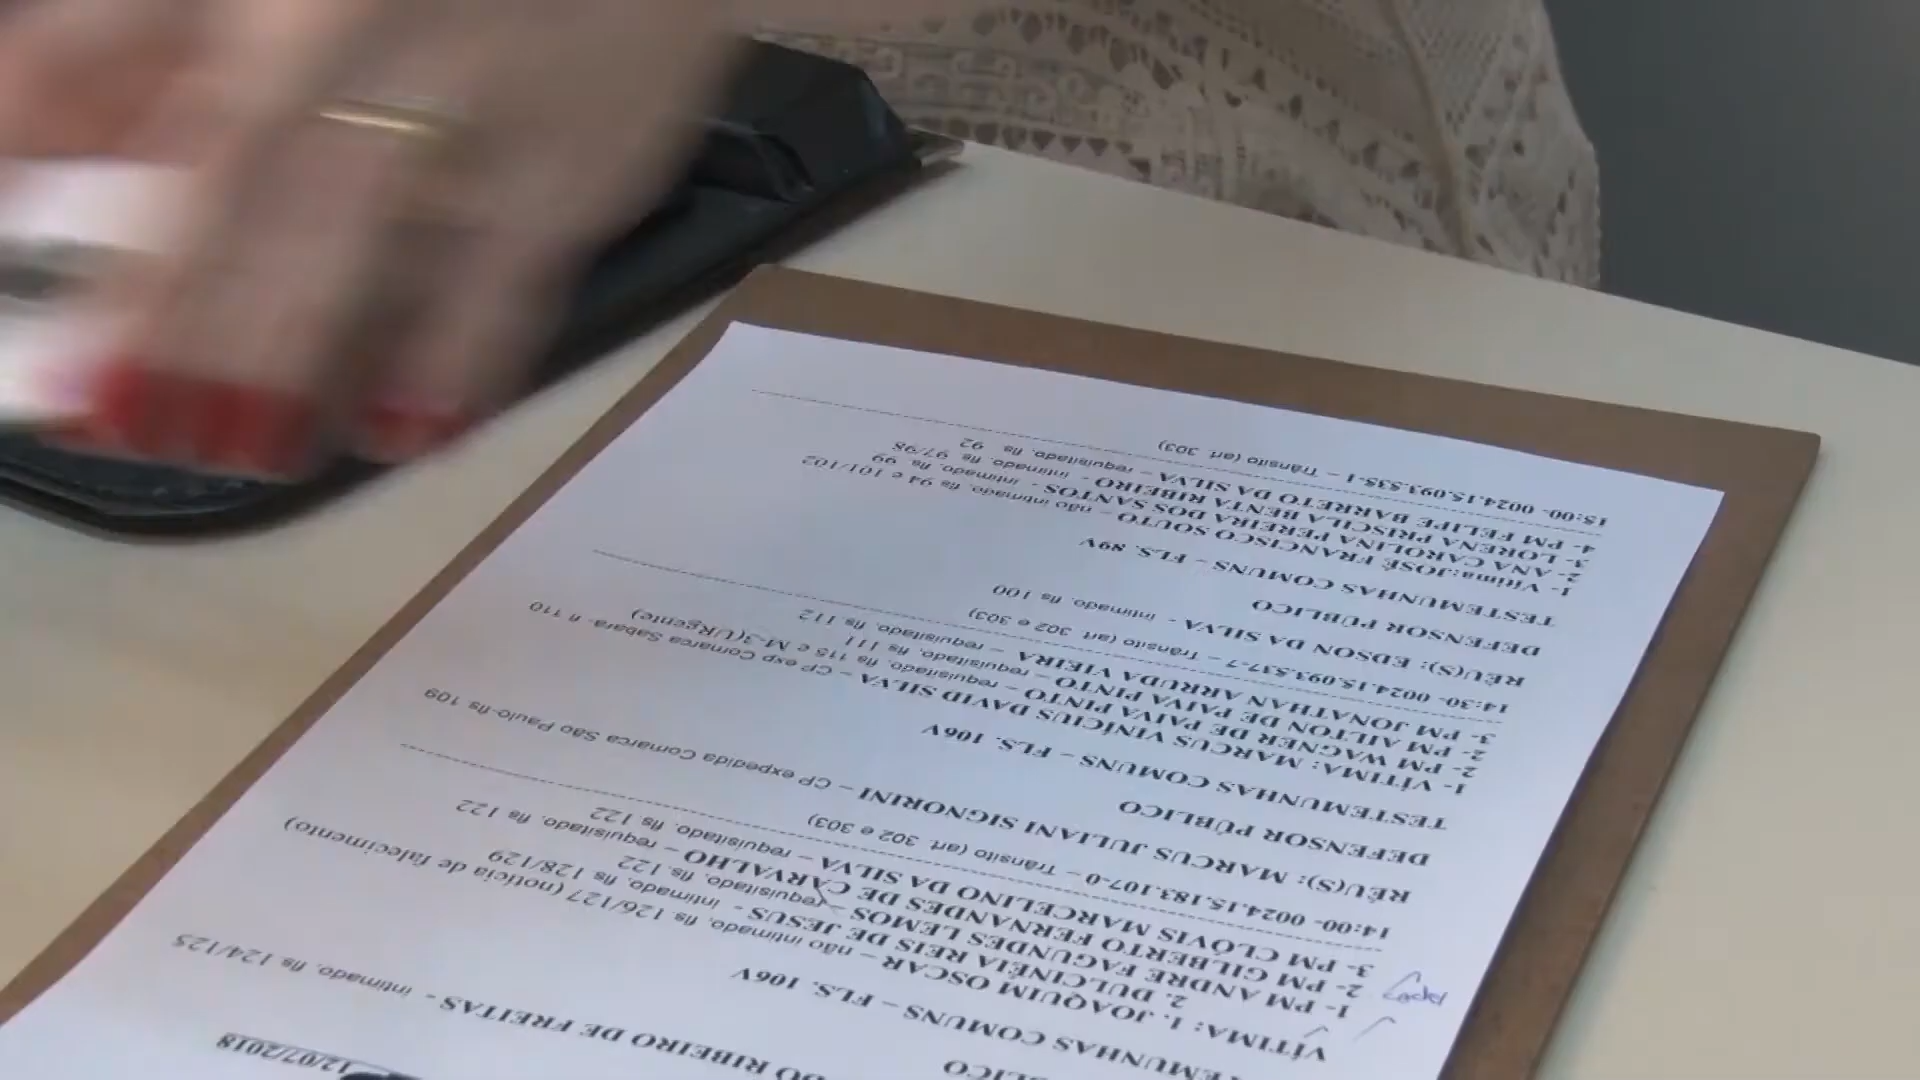 12/07/2018
DO RIBEIRO DE FREITAS - intimado, fls 124/125
BLICO
TEMUNHAS COMUNS – FLS. 106V
VÍTIMA: 1. JOAQUIM OSCAR – não intimado, fls 126/127 (notícia de falecimento)
2. DULCINÉIA REIS DE JESUS - intimado, fls 128/129
1- PM ANDRE FAGUNDES LEMOS – requisitado, fls. 122
2- PM GILBERTO FERNANDES DE CARVALHO – requisitado, fls 122
3- PM CLÓVIS MARCELINO DA SILVA – requisitado, fls. 122
14:00- 0024.15.183.107-0 – Trânsito (art. 302 e 303)
RÉU(S): MARCUS JULIANI SIGNORINI – CP expedida Comarca São Paulo-fls 109
DEFENSOR PÚBLICO
TESTEMUNHAS COMUNS – FLS. 106V
1- VÍTIMA: MARCUS VINÍCIUS DAVID SILVA – CP exp Comarca Sabara- fl 110
2- PM WAGNER DE PAIVA PINTO – requisitado, fls 115 e M-3(URgente)
2- PM AILTON DE PAIVA PINTO – requisitado, fls 111
3- PM JONATHAN ARRUDA VIEIRA – requisitado, fls 112
14:30- 0024.15.093.537-7 – Trânsito (art. 302 e 303)
RÉU(S): EDSON DA SILVA - intimado, fls 100
DEFENSOR PÚBLICO
TESTEMUNHAS COMUNS – FLS. 89V
1- Vítima:JOSÉ FRANCISCO SOUTO – não intimado, fls 94 e 101/102
2- ANA CAROLINA PEREIRA DOS SANTOS - intimado, fls. 99
3- LORENA PRISCILA BENTA RIBEIRO - intimado, fls 97/98
4- PM FELIPE BARRETO DA SILVA – requisitado, fls. 92
15:00- 0024.15.093.535-1 – Trânsito (art. 303)